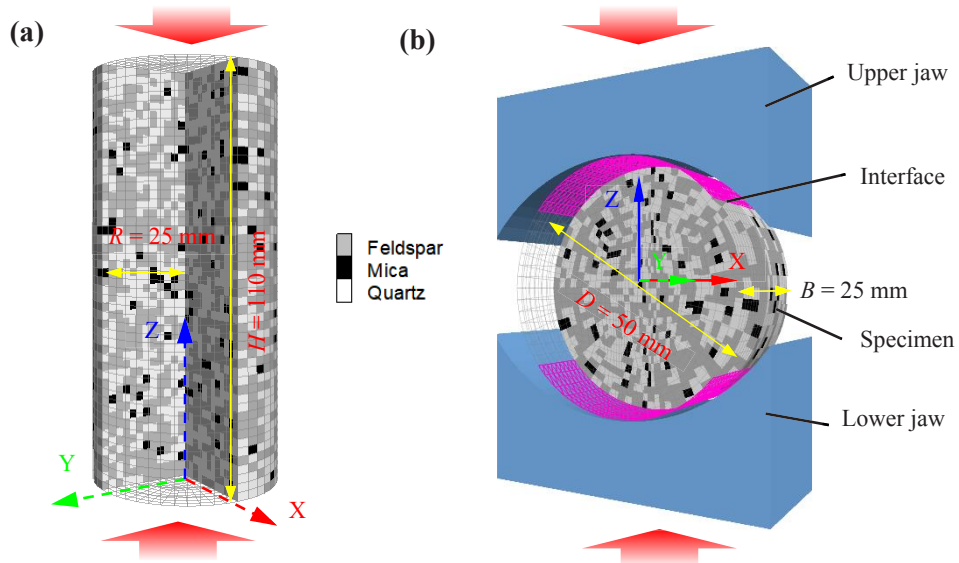 (a)
R = 25 mm
H = 110 mm
Z
Y
X
Feldspar
Mica
Quartz
(b)
Upper jaw
Interface
Z
Y
X
D = 50 mm
B = 25 mm
Specimen
Lower jaw